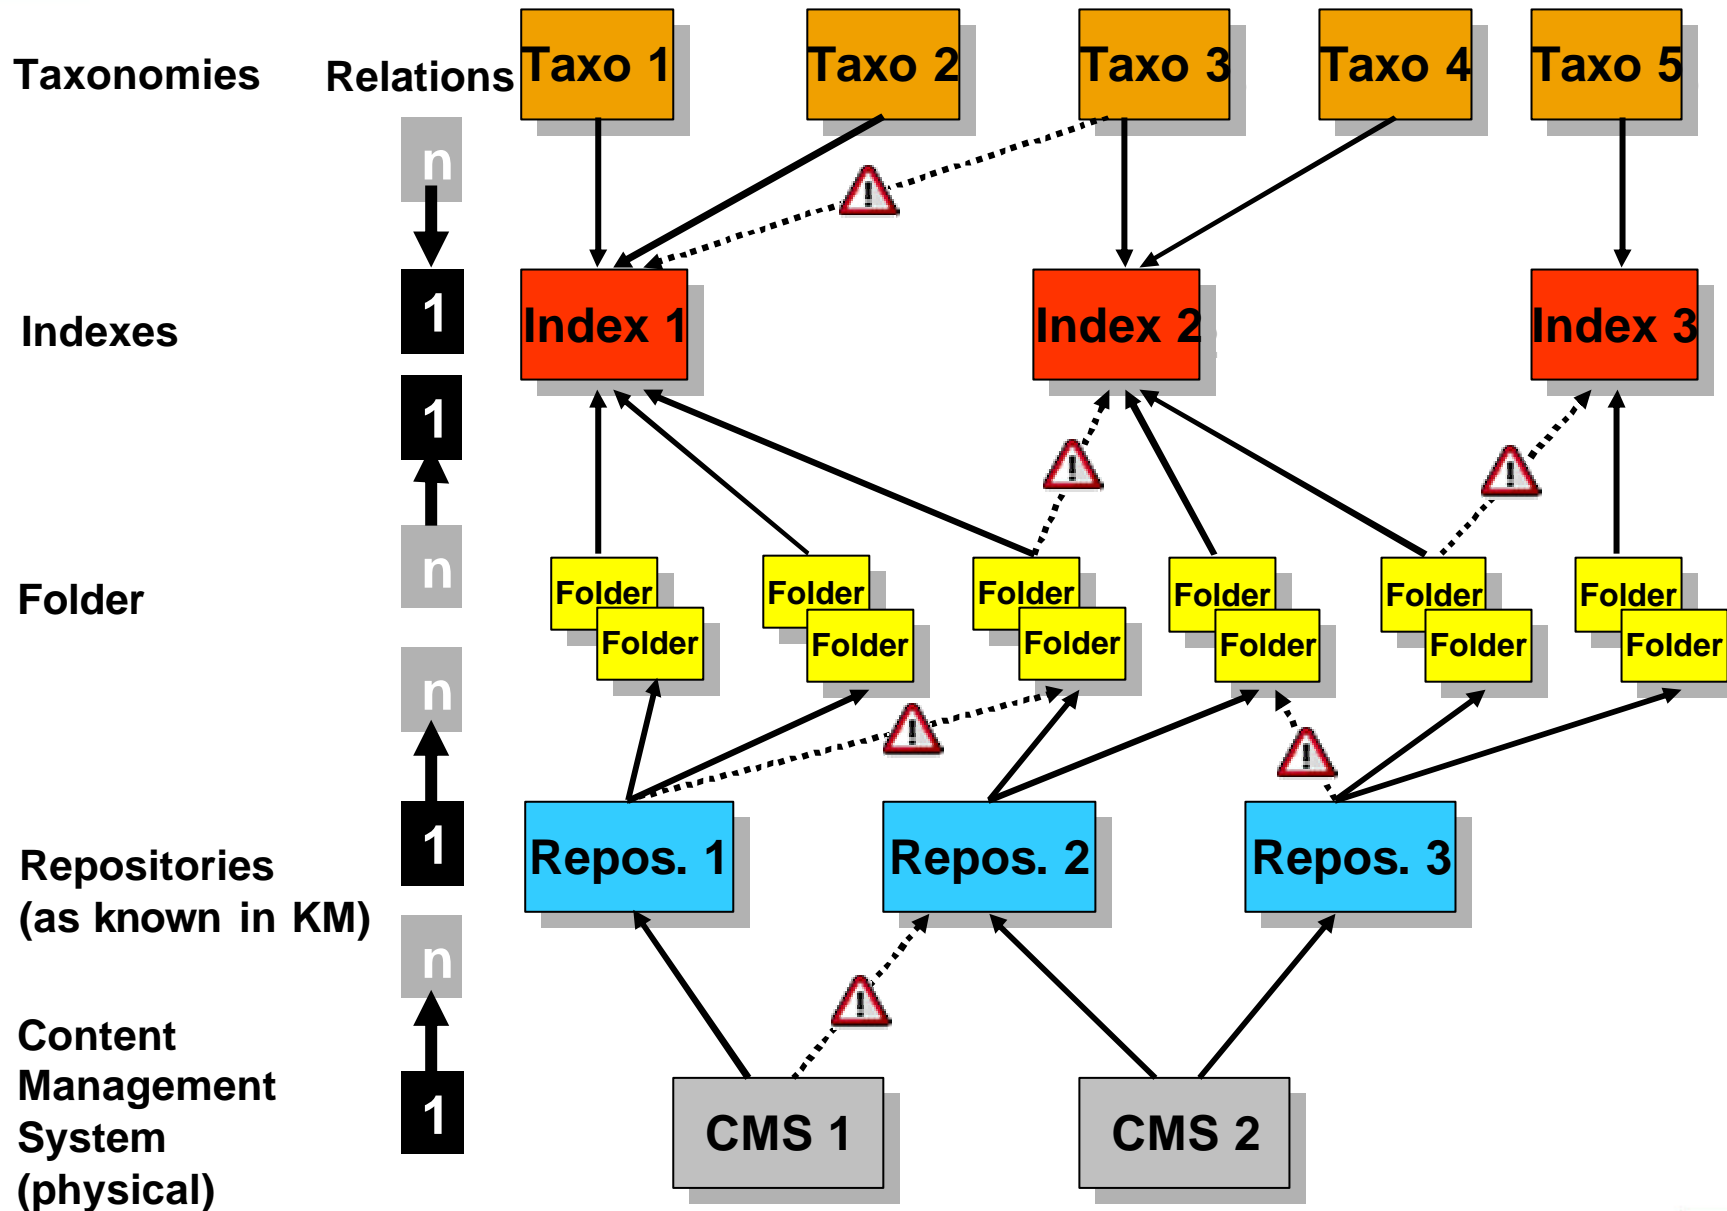 Taxonomies
Relations
Taxo 1
Taxo 2
Taxo 3
Taxo 4
Taxo 5
n
1
Indexes
Index 1
Index 2
Index 3
1
n
Folder
Folder
Folder
Folder
Folder
Folder
Folder
Folder
Folder
Folder
Folder
Folder
Folder
Folder
n
1
Repositories
(as known in KM)
Repos. 1
Repos. 2
Repos. 3
n
Content
Management
System
(physical)
1
CMS 1
CMS 2